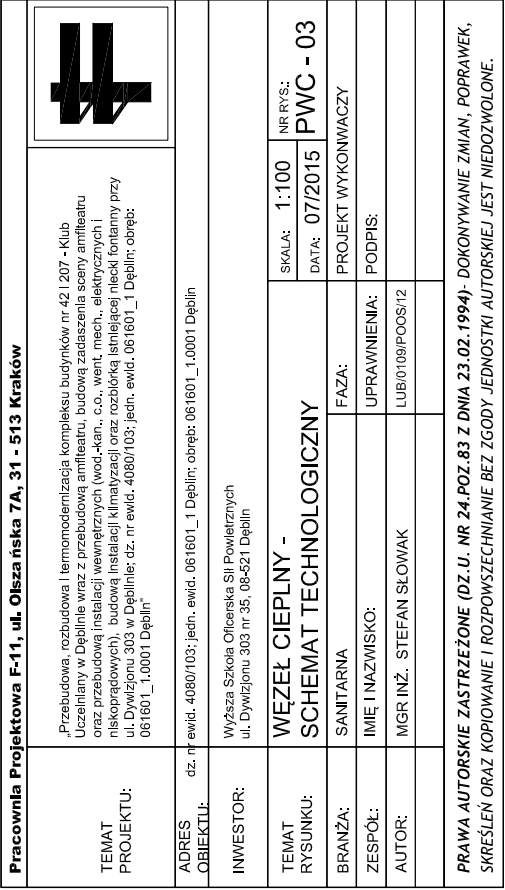 Pracownia Projektowa F-11, ul. Olszańska 7A, 31 - 513 Kraków
TEMAT
PROJEKTU:
„Przebudowa, rozbudowa i termomodernizacja kompleksu budynków nr 42 i 207 - Klub
Uczelniany w Dęblinie wraz z przebudową amfiteatru, budową zadaszenia sceny amfiteatru
oraz przebudową instalacji wewnętrznych (wod.-kan., c.o., went. mech., elektrycznych i
niskoprądowych), budową instalacji klimatyzacji oraz rozbiórką istniejącej niecki fontanny przy
ul. Dywizjonu 303 w Dęblinie; dz. nr ewid. 4080/103; jedn. ewid. 061601_1 Dęblin; obręb:
061601_1.0001 Dęblin"
ADRES
OBIEKTU:
dz. nr ewid. 4080/103; jedn. ewid. 061601_1 Dęblin; obręb: 061601_1.0001 Dęblin
INWESTOR:
Wyższa Szkoła Oficerska Sił Powietrznych
ul. Dywizjonu 303 nr 35, 08-521 Dęblin
TEMAT
RYSUNKU:
WĘZEŁ CIEPLNY -
SCHEMAT TECHNOLOGICZNY
SKALA: 1:100
DATA: 07/2015
NR RYS.:
PWC - 03
BRANŻA: SANITARNA FAZA: PROJEKT WYKONWACZY
ZESPÓŁ: IMIĘ I NAZWISKO: UPRAWNIENIA: PODPIS:
AUTOR: MGR INŻ. STEFAN SŁOWAK LUB/0109/POOS/12
PRAWA AUTORSKIE ZASTRZEŻONE (DZ.U. NR 24.POZ.83 Z DNIA 23.02.1994)- DOKONYWANIE ZMIAN, POPRAWEK,
SKREŚLEŃ ORAZ KOPIOWANIE I ROZPOWSZECHNIANIE BEZ ZGODY JEDNOSTKI AUTORSKIEJ JEST NIEDOZWOLONE.